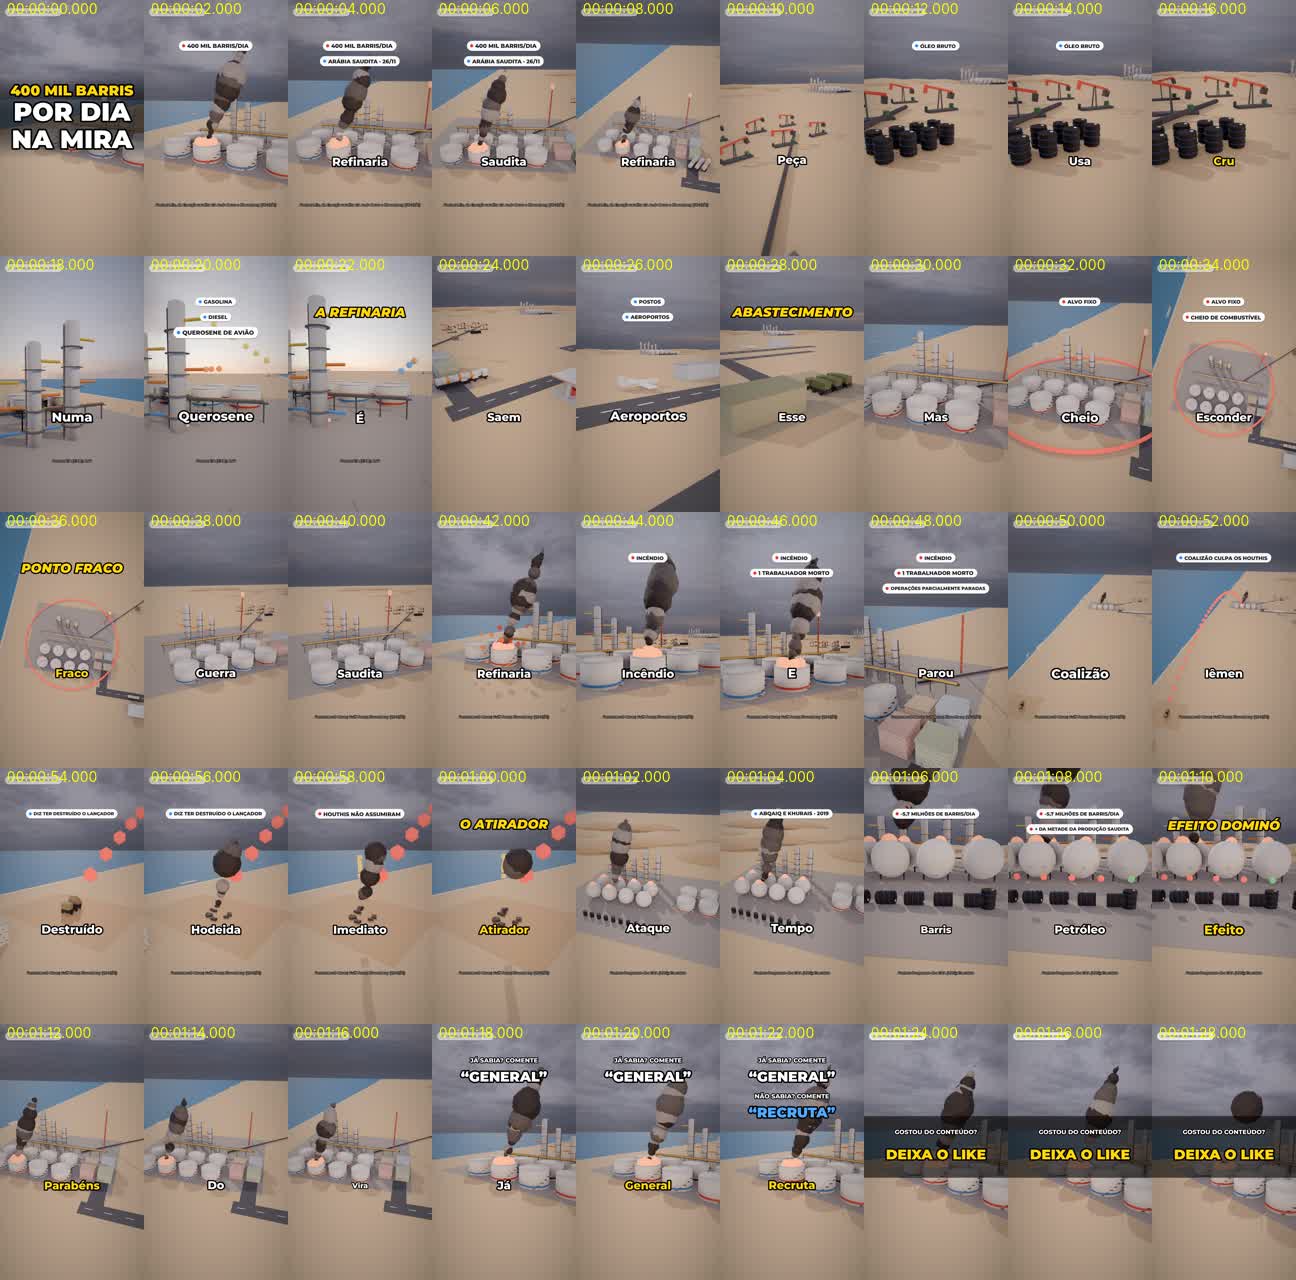 00:00:00.000
400 MIL BARRIS
POR DIA
NA MIRA
00:00:02.000
400 MIL BARRIS/DIA
00:00:04.000
400 MIL BARRIS/DIA
ARÁBIA SAUDITA - 26/11
Refinaria
00:00:06.000
400 MIL BARRIS/DIA
ARÁBIA SAUDITA - 26/11
Saudita
00:00:08.000
Refinaria
00:00:10.000
Peça
00:00:12.000
ÓLEO BRUTO
00:00:14.000
ÓLEO BRUTO
Usa
00:00:16.000
Cru
00:00:18.000
Numa
00:00:20.000
GASOLINA
DIESEL
QUEROSENE DE AVIÃO
Querosene
00:00:22.000
A REFINARIA
É
00:00:24.000
Saem
00:00:26.000
POSTOS
AEROPORTOS
Aeroportos
00:00:28.000
ABASTECIMENTO
Esse
00:00:30.000
Mas
00:00:32.000
ALVO FIXO
Cheio
00:00:34.000
ALVO FIXO
CHEIO DE COMBUSTÍVEL
Esconder
00:00:36.000
PONTO FRACO
Fraco
00:00:38.000
Guerra
00:00:40.000
Saudita
00:00:42.000
Refinaria
00:00:44.000
INCÊNDIO
Incêndio
00:00:46.000
INCÊNDIO
1 TRABALHADOR MORTO
E
00:00:48.000
INCÊNDIO
1 TRABALHADOR MORTO
OPERAÇÕES PARCIALMENTE PARADAS
Parou
00:00:50.000
Coalizão
00:00:52.000
COALIZÃO CULPA OS HOUTHIS
Iêmen
00:00:54.000
DIZ TER DESTRUÍDO O LANÇADOR
Destruído
00:00:56.000
DIZ TER DESTRUÍDO O LANÇADOR
Hodeida
00:00:58.000
HOUTHIS NÃO ASSUMIRAM
Imediato
00:01:00.000
O ATIRADOR
Atirador
00:01:02.000
Ataque
00:01:04.000
ABQAIQ E KHURAIS - 2019
Tempo
00:01:06.000
-5,7 MILHÕES DE BARRIS/DIA
Barris
00:01:08.000
-5,7 MILHÕES DE BARRIS/DIA
+ DA METADE DA PRODUÇÃO SAUDITA
Petróleo
00:01:10.000
EFEITO DOMINÓ
Efeito
00:01:12.000
Parabéns
00:01:14.000
Do
00:01:16.000
Vira
00:01:18.000
JÁ SABIA? COMENTE
“GENERAL”
Já
00:01:20.000
JÁ SABIA? COMENTE
“GENERAL”
General
00:01:22.000
JÁ SABIA? COMENTE
“GENERAL”
NÃO SABIA? COMENTE
“RECRUTA”
Recruta
00:01:24.000
GOSTOU DO CONTEÚDO?
DEIXA O LIKE
00:01:26.000
GOSTOU DO CONTEÚDO?
DEIXA O LIKE
00:01:28.000
GOSTOU DO CONTEÚDO?
DEIXA O LIKE